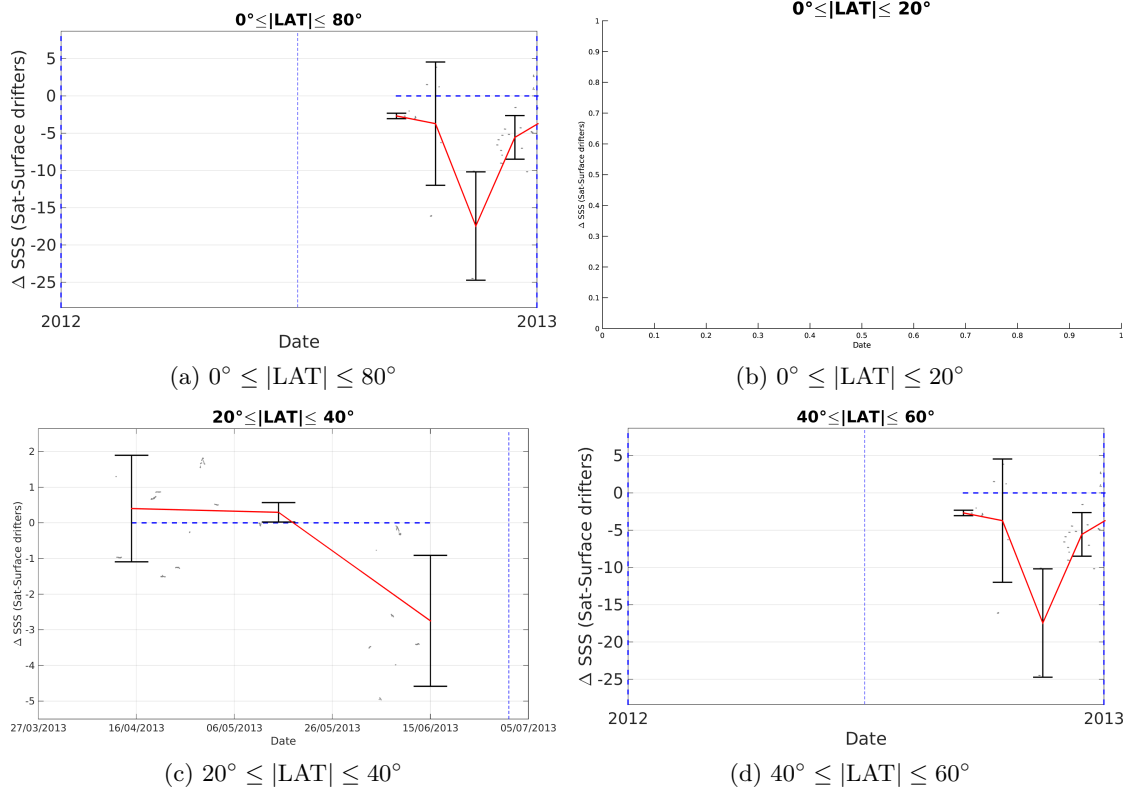 0°≤|LAT|≤ 80°
Δ SSS (Sat-Surface drifters)
5
0
-5
-10
-15
-20
-25
2012
2013
Date
(a) 0° ≤ |LAT| ≤ 80°
0°≤|LAT|≤ 20°
Δ SSS (Sat-Surface drifters)
1
0.9
0.8
0.7
0.6
0.5
0.4
0.3
0.2
0.1
0
0 0.1 0.2 0.3 0.4 0.5 0.6 0.7 0.8 0.9 1
Date
(b) 0° ≤ |LAT| ≤ 20°
20°≤|LAT|≤ 40°
Δ SSS (Sat-Surface drifters)
2
1
0
-1
-2
-3
-4
-5
27/03/2013 16/04/2013 06/05/2013 26/05/2013 15/06/2013 05/07/2013
Date
(c) 20° ≤ |LAT| ≤ 40°
40°≤|LAT|≤ 60°
Δ SSS (Sat-Surface drifters)
5
0
-5
-10
-15
-20
-25
2012
2013
Date
(d) 40° ≤ |LAT| ≤ 60°